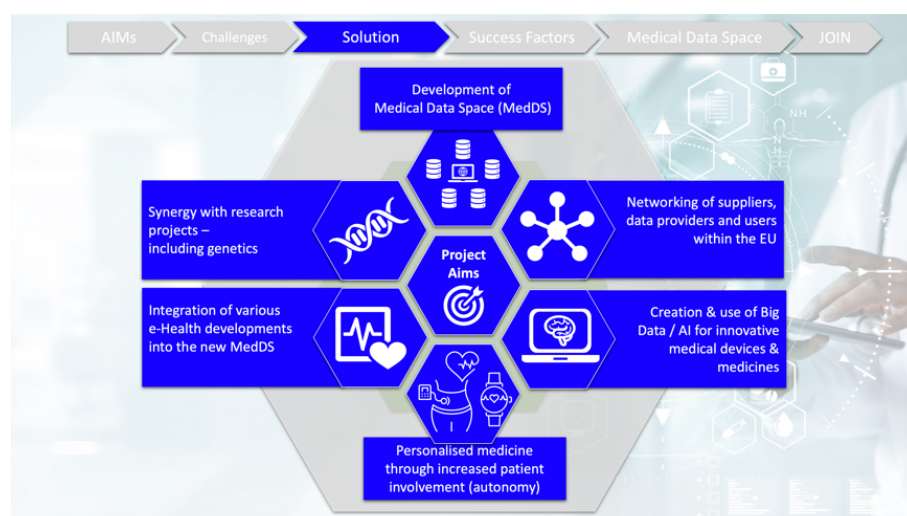 AIMs
Challenges
Solution
Success Factors
Medical Data Space
JOIN
Development of
Medical Data Space (MedDS)
Synergy with research
projects –
including genetics
Networking of suppliers,
data providers and users
within the EU
Project
Aims
Integration of various
e-Health developments
into the new MedDS
Creation & use of Big
Data / AI for innovative
medical devices &
medicines
Personalised medicine
through increased patient
involvement (autonomy)
NH
NH
N